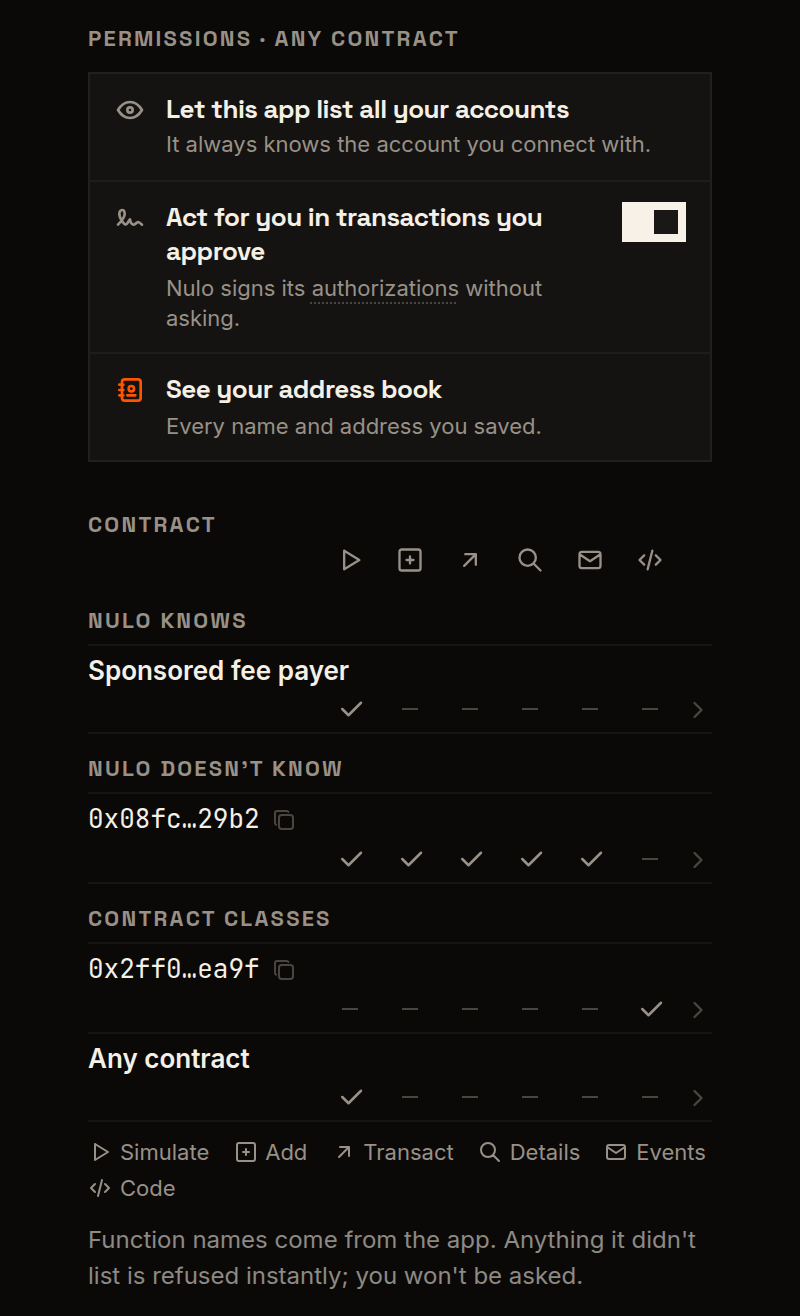 PERMISSIONS · ANY CONTRACT
Let this app list all your accounts
It always knows the account you connect with.
Act for you in transactions you
approve
Nulo signs its authorizations without
asking.
See your address book
Every name and address you saved.
CONTRACT
NULO KNOWS
Sponsored fee payer
NULO DOESN’T KNOW
0x08fc…29b2
CONTRACT CLASSES
0x2ff0…ea9f
Any contract
Simulate Add Transact Details Events
Code
Function names come from the app. Anything it didn't
list is refused instantly; you won't be asked.